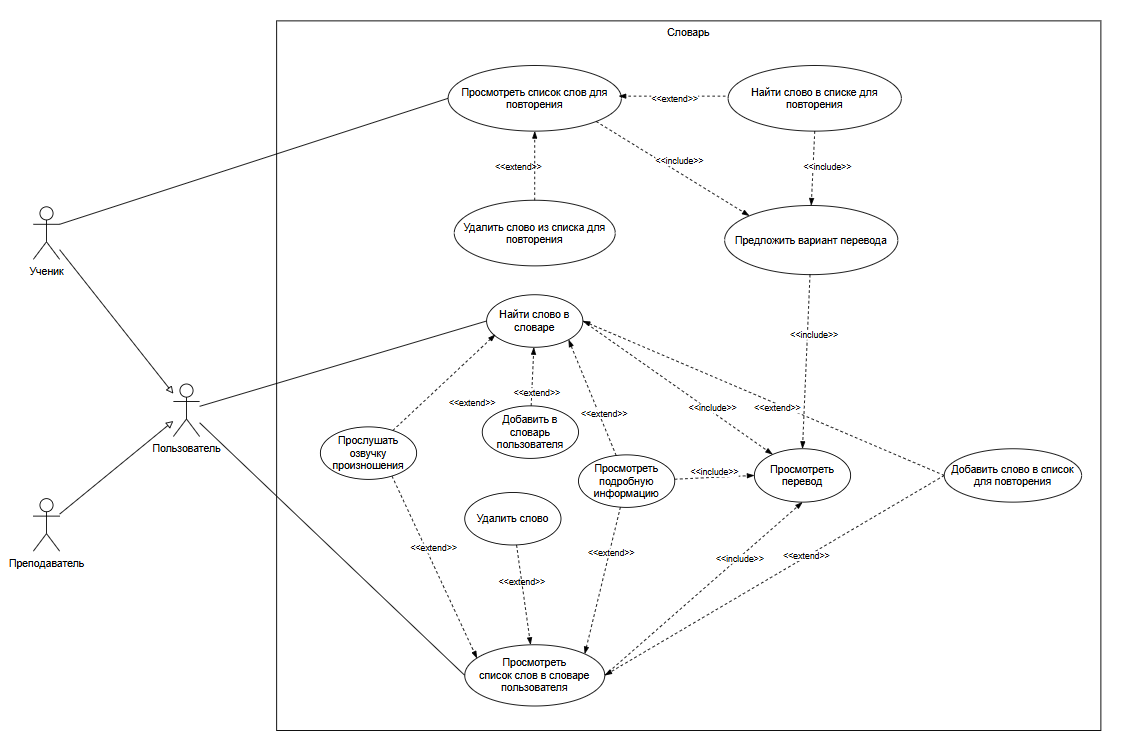 Словарь
Просмотреть список слов для
повторения
<<extend>>
Найти слово в списке для
повторения
<<extend>>
<<include>>
<<include>>
Ученик
Удалить слово из списка для
повторения
Предложить вариант перевода
Найти слово в
словаре
<<include>>
Пользователь
<<extend>>
<<extend>>
<<extend>>
<<include>>
<<extend>>
Прослушать
озвучку
произношения
Добавить в
словарь
пользователя
Просмотреть
подробную
информацию
<<include>>
Просмотреть
перевод
Добавить слово в список
для повторения
Преподаватель
Удалить слово
<<extend>>
<<extend>>
<<extend>>
<<include>>
<<extend>>
Просмотреть
список слов в словаре
пользователя